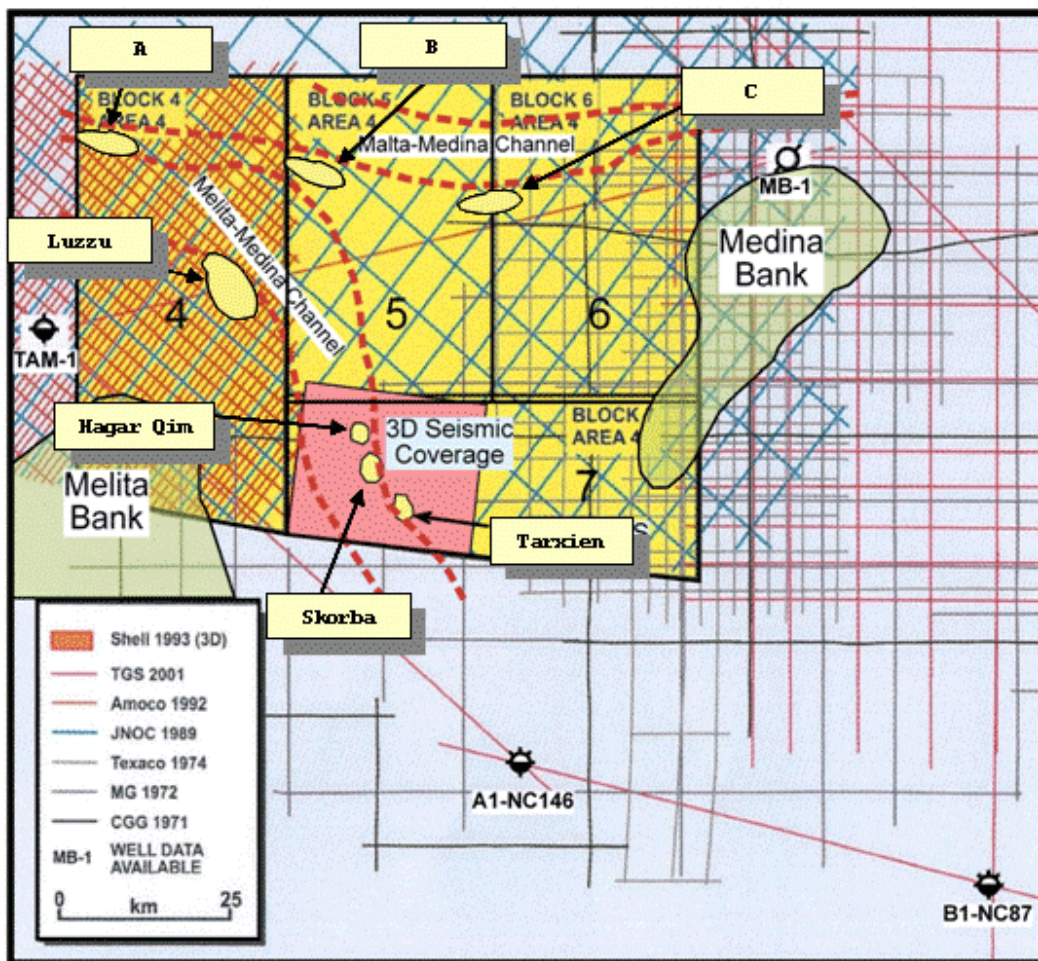 A
B
C
BLOCK 4
AREA 4
BLOCK 5
AREA 4
BLOCK 6
AREA 4
Malta-Medina Channel
MB-1
Luzzu
Melita-Medina Channel
Medina
Bank
4
5
6
TAM-1
Hagar Qim
3D Seismic
Coverage
BLOCK
AREA 4
7
Melita
Bank
Tarxien
S
Skorba
Shell 1993 (3D)
TGS 2001
Amoco 1992
JNOC 1989
Texaco 1974
MG 1972
CGG 1971
MB-1 WELL DATA
AVAILABLE
0 25
km
A1-NC146
B1-NC87